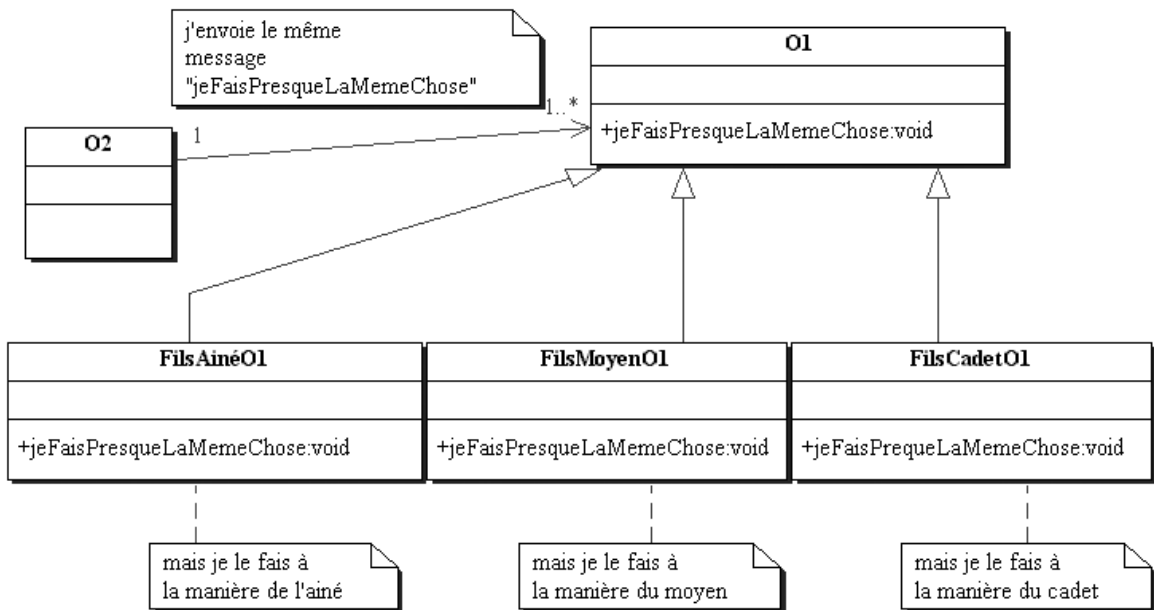 j'envoie le même
message
"jeFaisPresqueLaMemeChose"
O1
1..*
+jeFaisPresqueLaMemeChose:void
O2
1
FilsAinéO1
+jeFaisPresqueLaMemeChose:void
FilsMoyenO1
+jeFaisPresqueLaMemeChose:void
FilsCadetO1
+jeFaisPrequeLaMemeChose:void
mais je le fais à
la manière de l'ainé
mais je le fais à
la manière du moyen
mais je le fais à
la manière du cadet